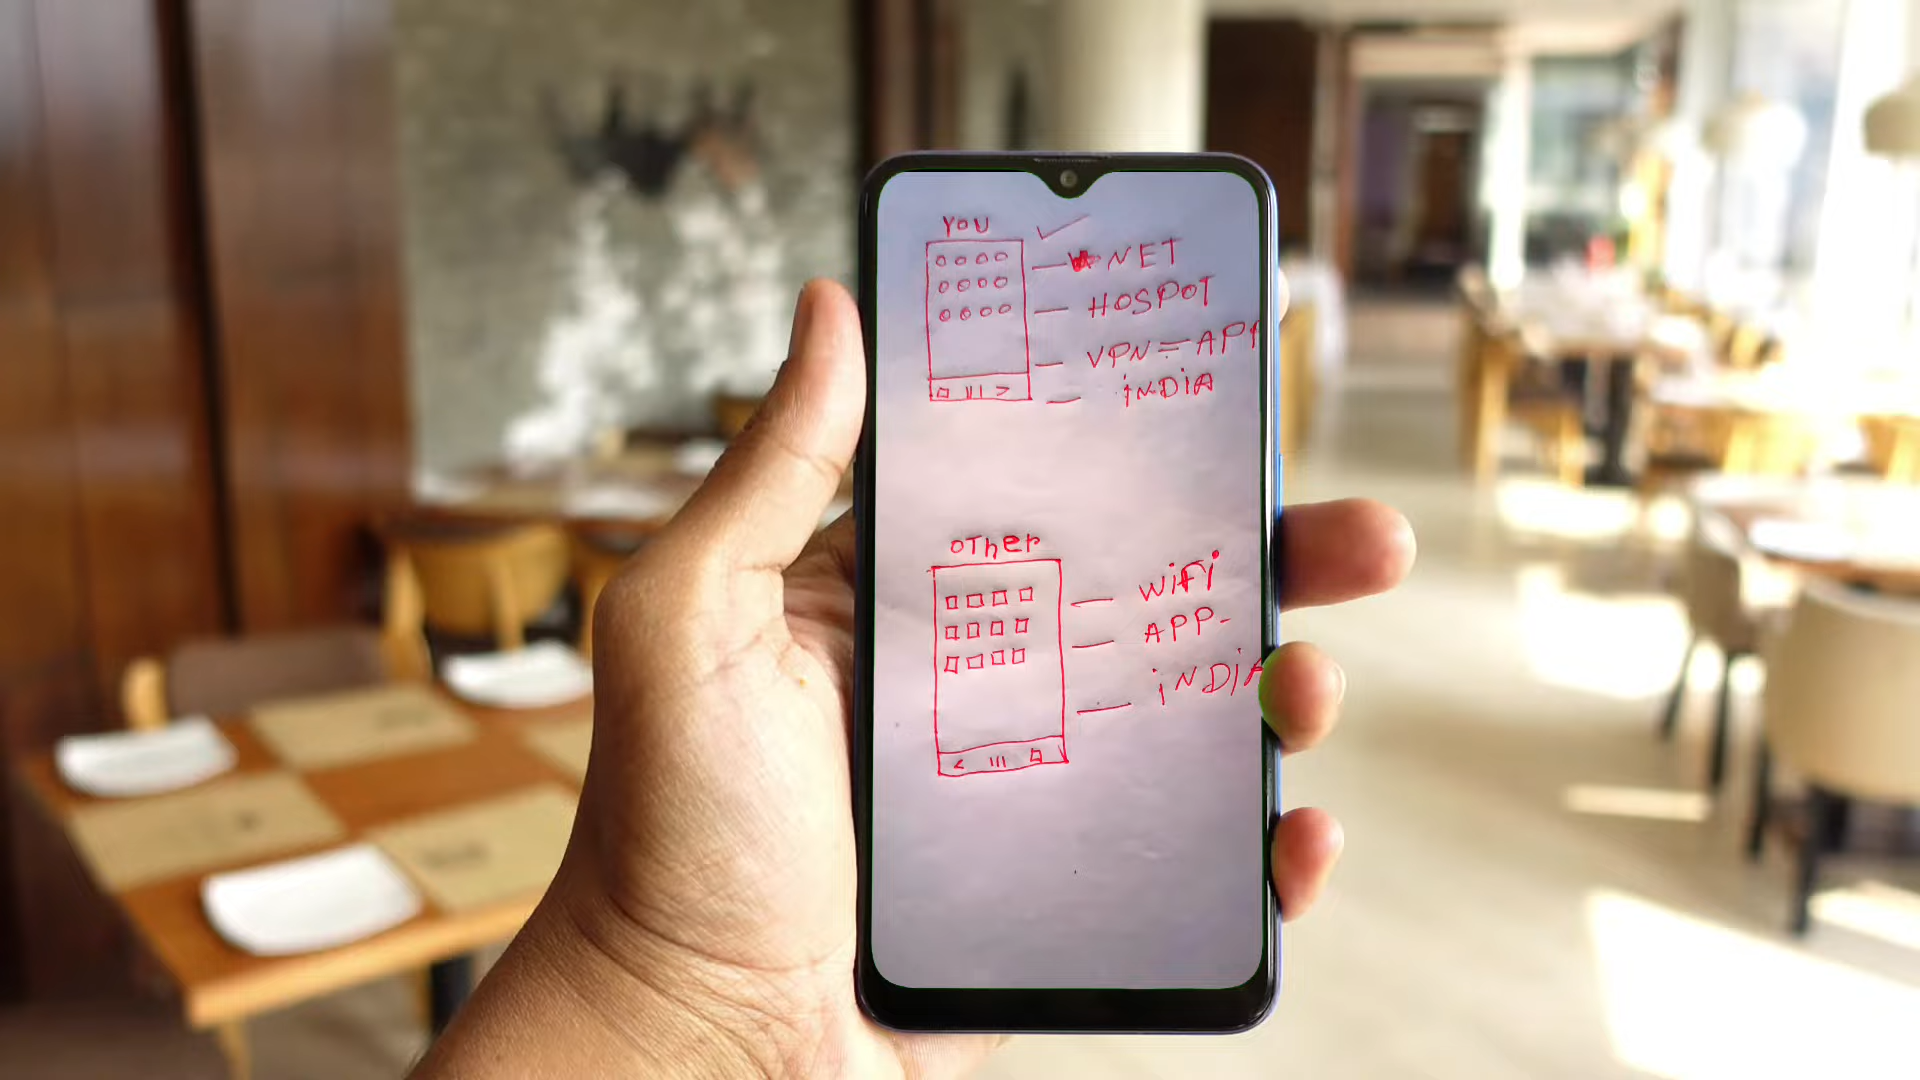 YOU
NET
HOSPOT
VPN = APP
iNDiA
OTher
WiFi
APP-
iNDiA